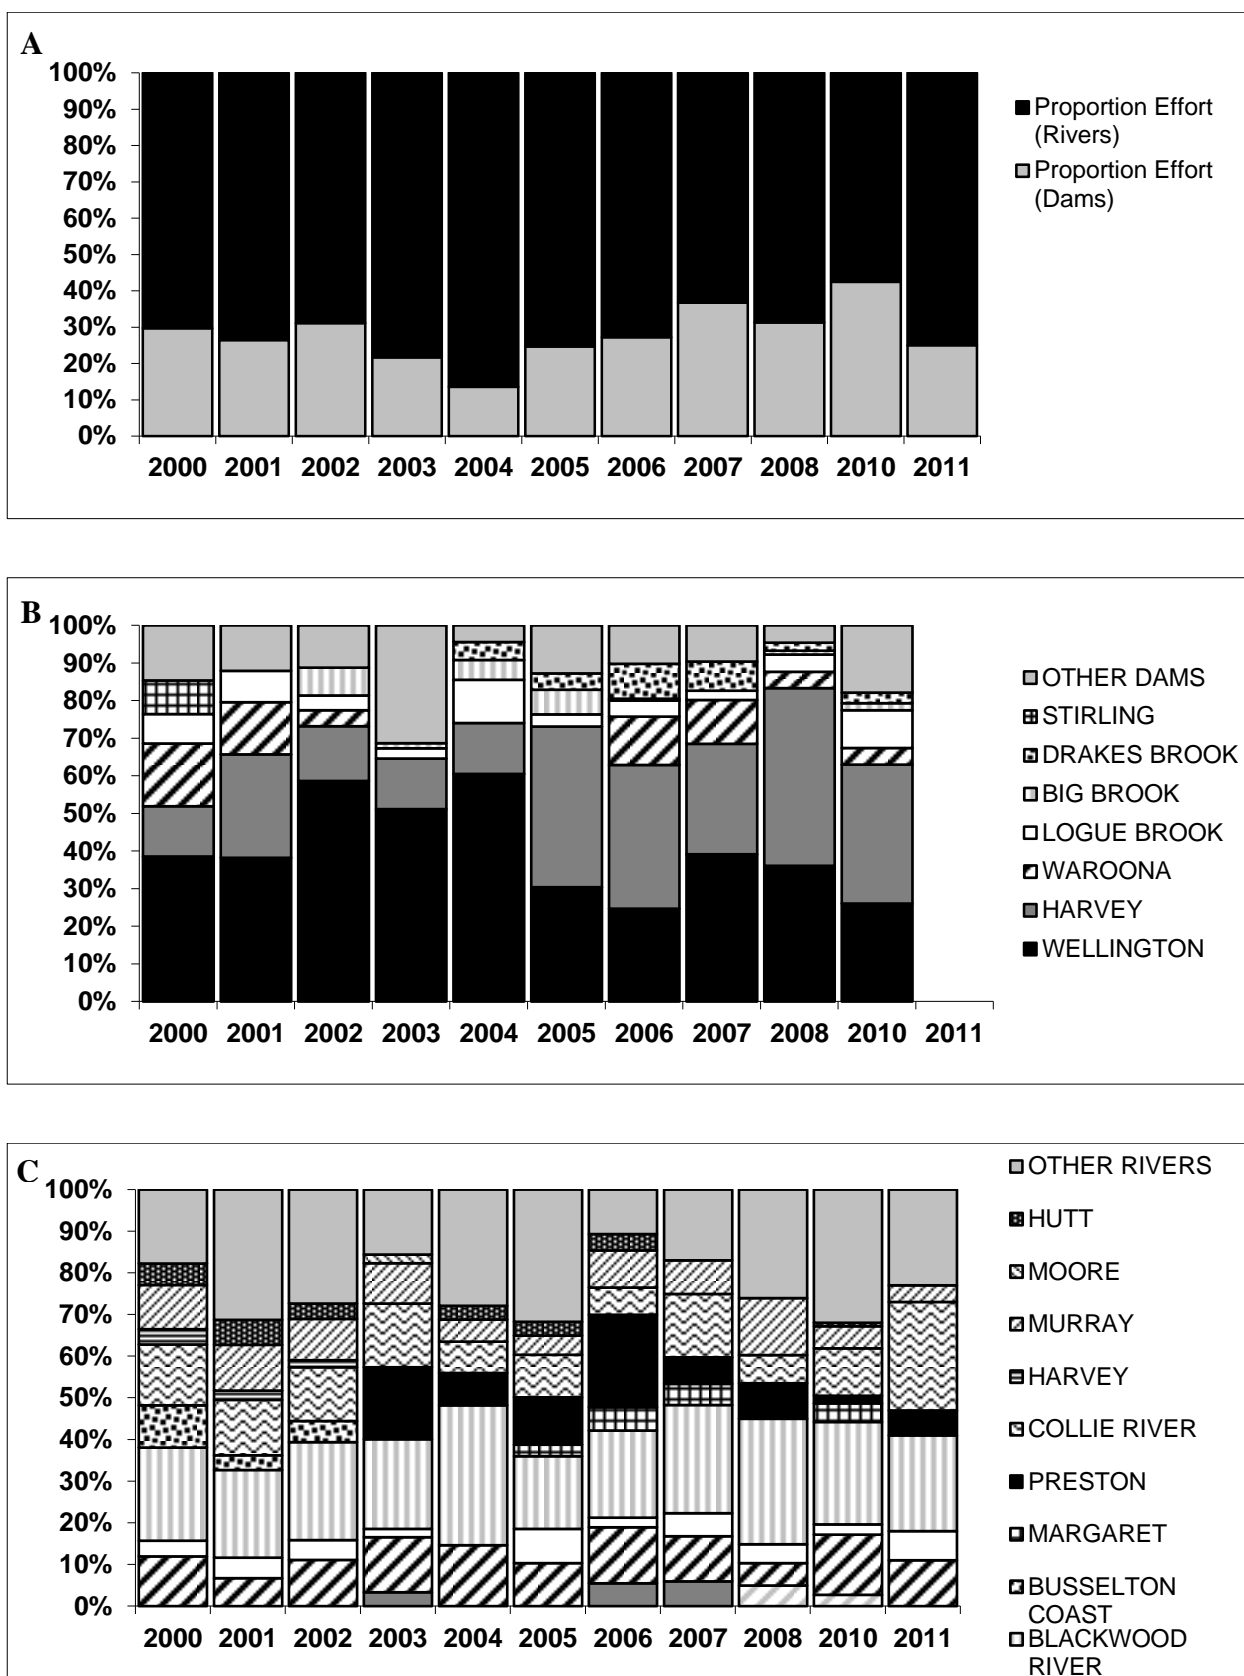 A
100%
90%
80%
70%
60%
50%
40%
30%
20%
10%
0%
2000 2001 2002 2003 2004 2005 2006 2007 2008 2010 2011
Proportion Effort
(Rivers)
Proportion Effort
(Dams)
B
100%
90%
80%
70%
60%
50%
40%
30%
20%
10%
0%
2000 2001 2002 2003 2004 2005 2006 2007 2008 2010 2011
OTHER DAMS
STIRLING
DRAKES BROOK
BIG BROOK
LOGUE BROOK
WAROONA
HARVEY
WELLINGTON
C
100%
90%
80%
70%
60%
50%
40%
30%
20%
10%
0%
2000 2001 2002 2003 2004 2005 2006 2007 2008 2010 2011
OTHER RIVERS
HUTT
MOORE
MURRAY
HARVEY
COLLIE RIVER
PRESTON
MARGARET
BUSSELTON
COAST
BLACKWOOD
RIVER